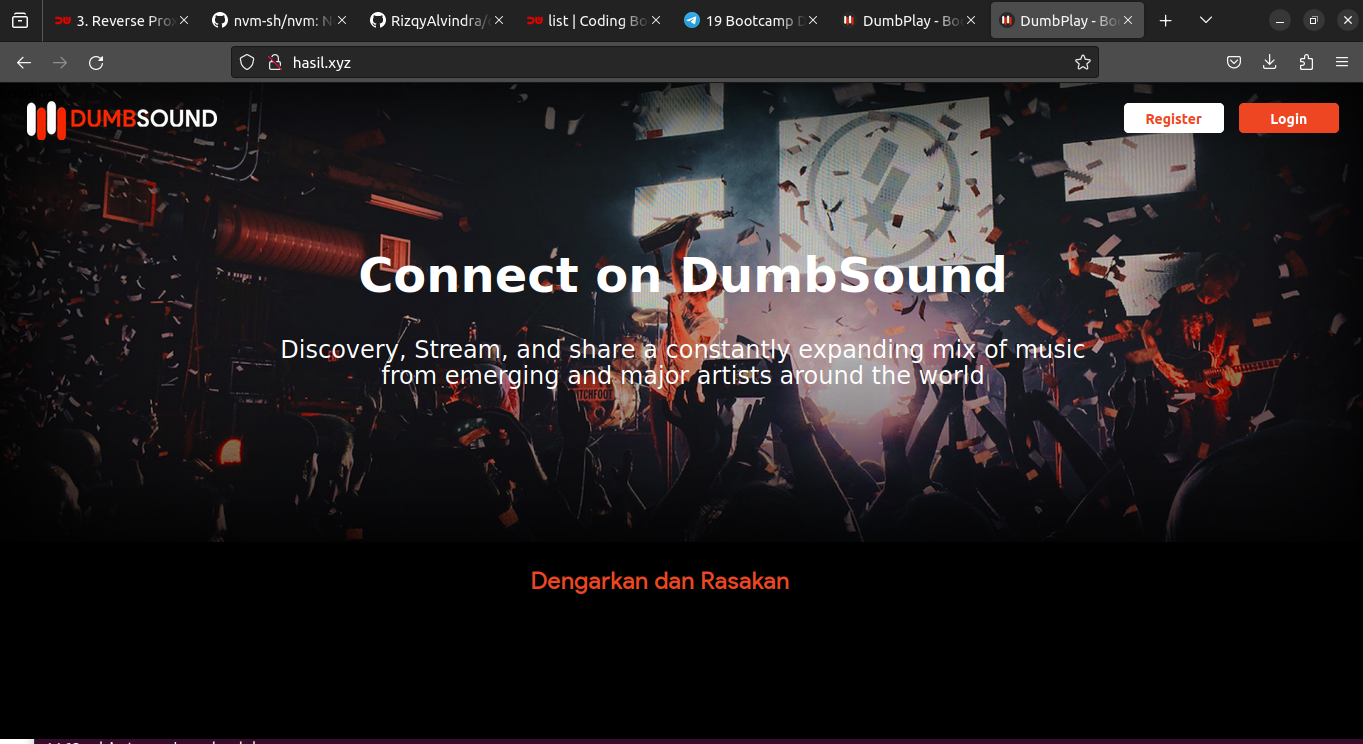 3. Reverse Prox
nvm-sh/nvm: N
RizqyAlvindra/
list | Coding Bo
19 Bootcamp D
DumbPlay - Boo
DumbPlay - Boo
hasil.xyz
DUMBSOUND
Register
Login
Connect on DumbSound
Discovery, Stream, and share a constantly expanding mix of music
from emerging and major artists around the world
Dengarkan dan Rasakan